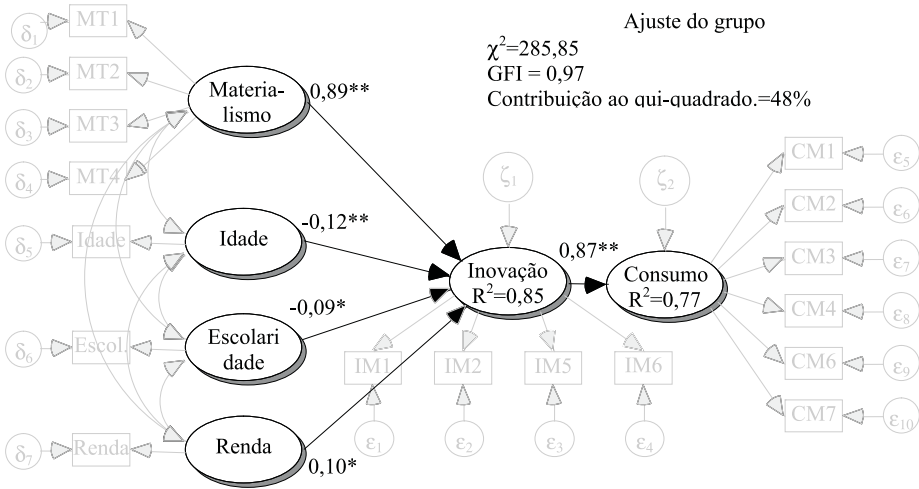 Ajuste do grupo
χ²=285,85
GFI = 0,97
Contribuição ao qui-quadrado.=48%
δ₁
MT1
δ₂
MT2
δ₃
MT3
δ₄
MT4
δ₅
Idade
δ₆
Escol.
δ₇
Renda
Materia-
lismo
0,89**
Idade
-0,12**
Escolari
dade
-0,09*
Renda
0,10*
ζ₁
Inovação
R²=0,85
0,87**
ζ₂
Consumo
R²=0,77
IM1
IM2
IM5
IM6
ε₁
ε₂
ε₃
ε₄
CM1
ε₅
CM2
ε₆
CM3
ε₇
CM4
ε₈
CM6
ε₉
CM7
ε₁₀